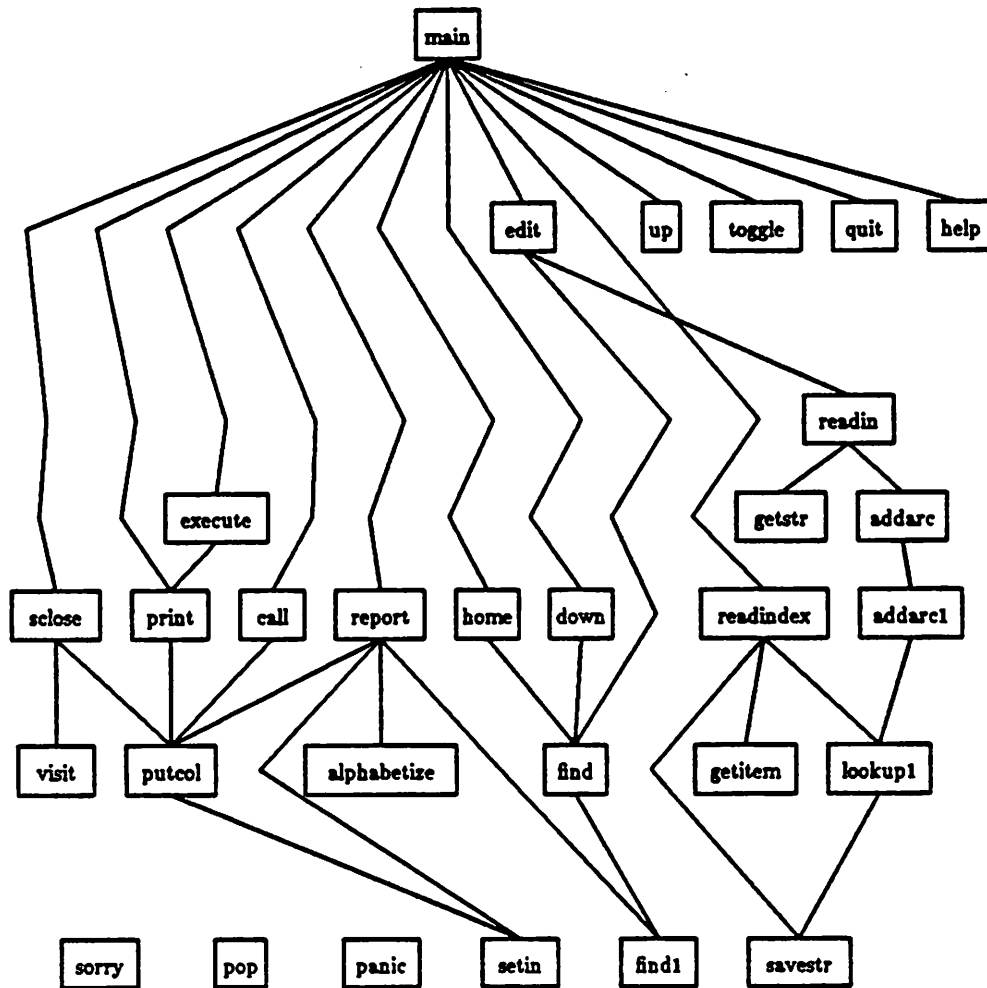 main
edit
up
toggle
quit
help
readin
execute
getstr
addarc
sclose
print
call
report
home
down
readindex
addarc1
visit
putcol
alphabetize
find
getitem
lookup1
sorry
pop
panic
setin
find1
savestr